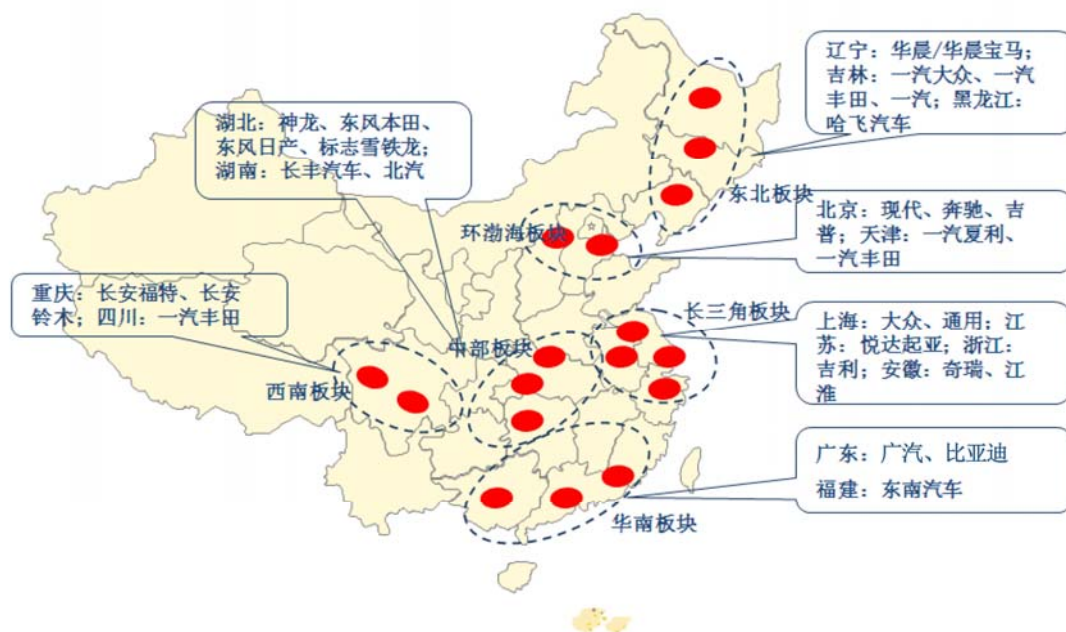 辽宁：华晨/华晨宝马；
吉林：一汽大众、一汽
丰田、一汽；黑龙江：
哈飞汽车
湖北：神龙、东风本田、
东风日产、标志雪铁龙；
湖南：长丰汽车、北汽
东北板块
环渤海板块
北京：现代、奔驰、吉
普；天津：一汽夏利、
一汽丰田
重庆：长安福特、长安
铃木；四川：一汽丰田
长三角板块
上海：大众、通用；江
苏：悦达起亚；浙江：
吉利；安徽：奇瑞、江
淮
中部板块
西南板块
广东：广汽、比亚迪
福建：东南汽车
华南板块